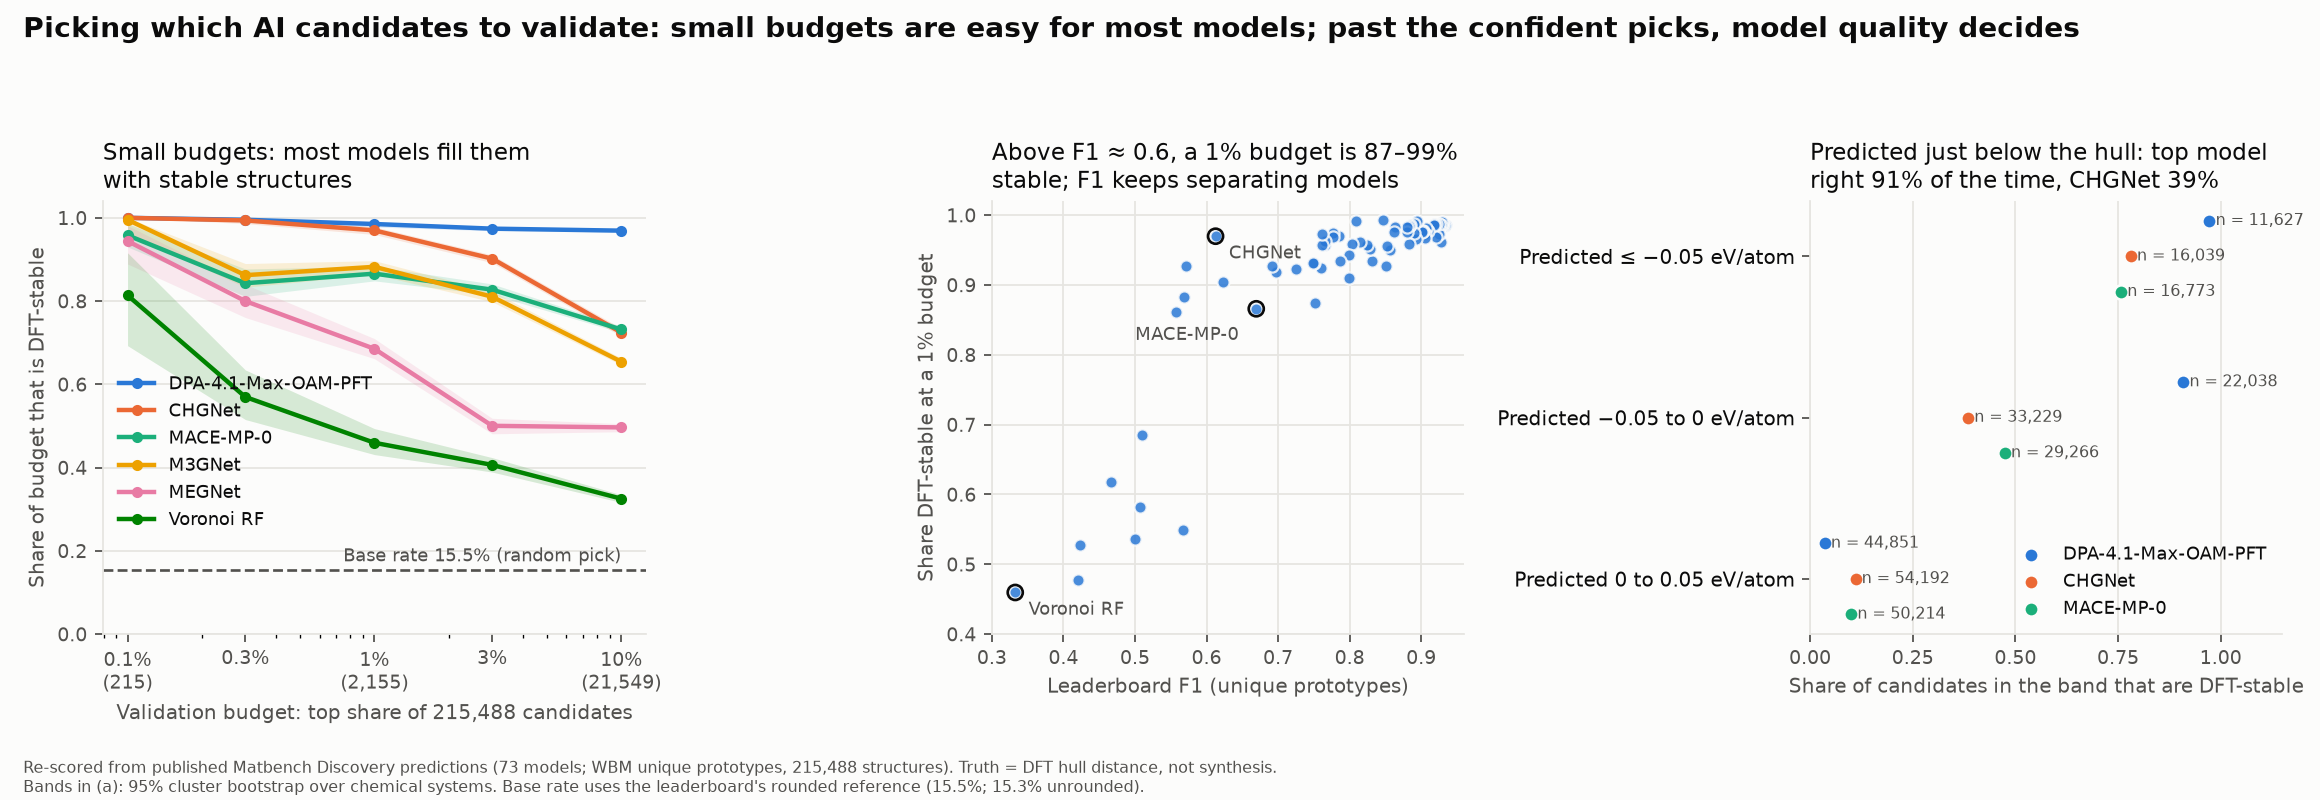 Picking which AI candidates to validate: small budgets are easy for most models; past the confident picks, model quality decides
Small budgets: most models fill them
with stable structures
Share of budget that is DFT-stable
1.0
0.8
0.6
0.4
0.2
0.0
DPA-4.1-Max-OAM-PFT
CHGNet
MACE-MP-0
M3GNet
MEGNet
Voronoi RF
Base rate 15.5% (random pick)
0.1%
(215)
0.3%
1%
(2,155)
3%
10%
(21,549)
Validation budget: top share of 215,488 candidates
Above F1 ≈ 0.6, a 1% budget is 87–99%
stable; F1 keeps separating models
Share DFT-stable at a 1% budget
1.0
0.9
0.8
0.7
0.6
0.5
0.4
CHGNet
MACE-MP-0
Voronoi RF
0.3
0.4
0.5
0.6
0.7
0.8
0.9
Leaderboard F1 (unique prototypes)
Predicted just below the hull: top model
right 91% of the time, CHGNet 39%
Predicted ≤ −0.05 eV/atom
n = 11,627
n = 16,039
n = 16,773
Predicted −0.05 to 0 eV/atom
n = 22,038
n = 33,229
n = 29,266
Predicted 0 to 0.05 eV/atom
n = 44,851
n = 54,192
n = 50,214
DPA-4.1-Max-OAM-PFT
CHGNet
MACE-MP-0
0.00
0.25
0.50
0.75
1.00
Share of candidates in the band that are DFT-stable
Re-scored from published Matbench Discovery predictions (73 models; WBM unique prototypes, 215,488 structures). Truth = DFT hull distance, not synthesis.
Bands in (a): 95% cluster bootstrap over chemical systems. Base rate uses the leaderboard's rounded reference (15.5%; 15.3% unrounded).